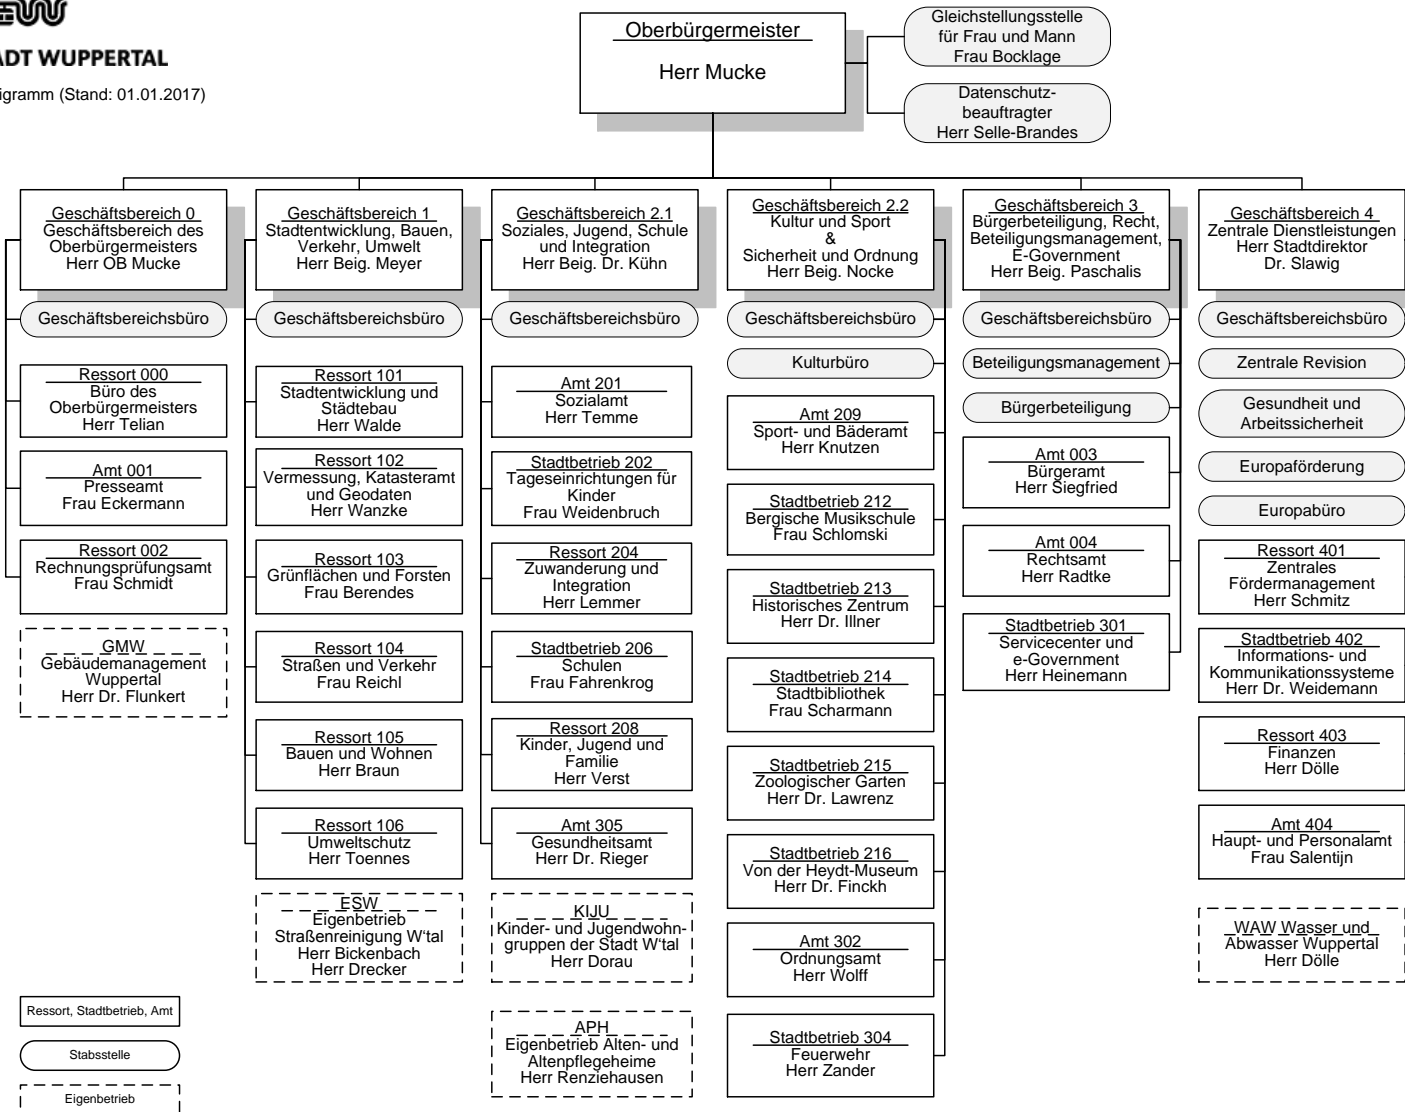 STADT WUPPERTAL
(Stand: 01.01.2017)
Oberbürgermeister
Herr Mucke
Gleichstellungsstelle
für Frau und Mann
Frau Bocklage
Datenschutz-
beauftragter
Herr Selle-Brandes
Geschäftsbereich 0
Geschäftsbereich des
Oberbürgermeisters
Herr OB Mucke
Geschäftsbereichsbüro
Ressort 000
Büro des
Oberbürgermeisters
Herr Telian
Amt 001
Presseamt
Frau Eckermann
Ressort 002
Rechnungsprüfungsamt
Frau Schmidt
GMW
Gebäudemanagement
Wuppertal
Herr Dr. Flunkert
Geschäftsbereich 1
Stadtentwicklung, Bauen,
Verkehr, Umwelt
Herr Beig. Meyer
Geschäftsbereichsbüro
Ressort 101
Stadtentwicklung und
Städtebau
Herr Walde
Ressort 102
Vermessung, Katasteramt
und Geodaten
Herr Wanzke
Ressort 103
Grünflächen und Forsten
Frau Berendes
Ressort 104
Straßen und Verkehr
Frau Reichl
Ressort 105
Bauen und Wohnen
Herr Braun
Ressort 106
Umweltschutz
Herr Toennes
ESW
Eigenbetrieb
Straßenreinigung W'tal
Herr Bickenbach
Herr Drecker
Geschäftsbereich 2.1
Soziales, Jugend, Schule
und Integration
Herr Beig. Dr. Kühn
Geschäftsbereichsbüro
Amt 201
Sozialamt
Herr Temme
Stadtbetrieb 202
Tageseinrichtungen für
Kinder
Frau Weidenbruch
Ressort 204
Zuwanderung und
Integration
Herr Lemmer
Stadtbetrieb 206
Schulen
Frau Fahrenkrog
Ressort 208
Kinder, Jugend und
Familie
Herr Verst
Amt 305
Gesundheitsamt
Herr Dr. Rieger
KIJU
Kinder- und Jugendwohn-
gruppen der Stadt W'tal
Herr Dorau
APH
Eigenbetrieb Alten- und
Altenpflegeheime
Herr Renziehausen
Geschäftsbereich 2.2
Kultur und Sport
&
Sicherheit und Ordnung
Herr Beig. Nocke
Geschäftsbereichsbüro
Kulturbüro
Amt 209
Sport- und Bäderamt
Herr Knutzen
Stadtbetrieb 212
Bergische Musikschule
Frau Schlomski
Stadtbetrieb 213
Historisches Zentrum
Herr Dr. Illner
Stadtbetrieb 214
Stadtbibliothek
Frau Scharmann
Stadtbetrieb 215
Zoologischer Garten
Herr Dr. Lawrenz
Stadtbetrieb 216
Von der Heydt-Museum
Herr Dr. Finckh
Amt 302
Ordnungsamt
Herr Wolff
Stadtbetrieb 304
Feuerwehr
Herr Zander
Geschäftsbereich 3
Bürgerbeteiligung, Recht,
Beteiligungsmanagement,
E-Government
Herr Beig. Paschalis
Geschäftsbereichsbüro
Beteiligungsmanagement
Bürgerbeteiligung
Amt 003
Bürgeramt
Herr Siegfried
Amt 004
Rechtsamt
Herr Radtke
Stadtbetrieb 301
Servicecenter und
e-Government
Herr Heinemann
Geschäftsbereich 4
Zentrale Dienstleistungen
Herr Stadtdirektor
Dr. Slawig
Geschäftsbereichsbüro
Zentrale Revision
Gesundheit und
Arbeitssicherheit
Europaförderung
Europabüro
Ressort 401
Zentrales
Fördermanagement
Herr Schmitz
Stadtbetrieb 402
Informations- und
Kommunikationssysteme
Herr Dr. Weidemann
Ressort 403
Finanzen
Herr Dölle
Amt 404
Haupt- und Personalamt
Frau Salentijn
WAW Wasser und
Abwasser Wuppertal
Herr Dölle
Ressort, Stadtbetrieb, Amt
Stabsstelle
Eigenbetrieb